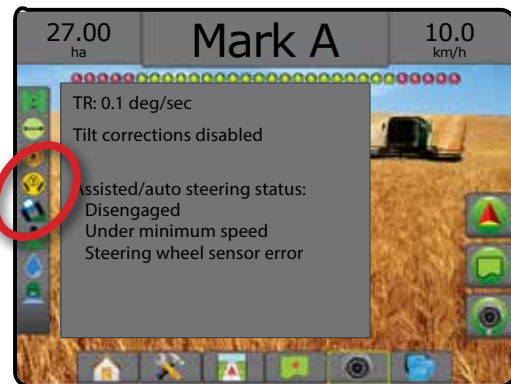 27.00
ha
Mark A
10.0
km/h
TR: 0.1 deg/sec
Tilt corrections disabled
Assisted/auto steering status:
Disengaged
Under minimum speed
Steering wheel sensor error